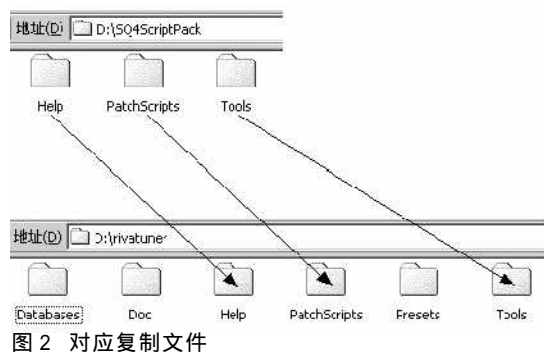 地址(D) D:\SQ4ScriptPack
Help PatchScripts Tools
地址(D) D:\rivatuner
Databases Doc Help PatchScripts Presets Tools
图 2 对应复制文件